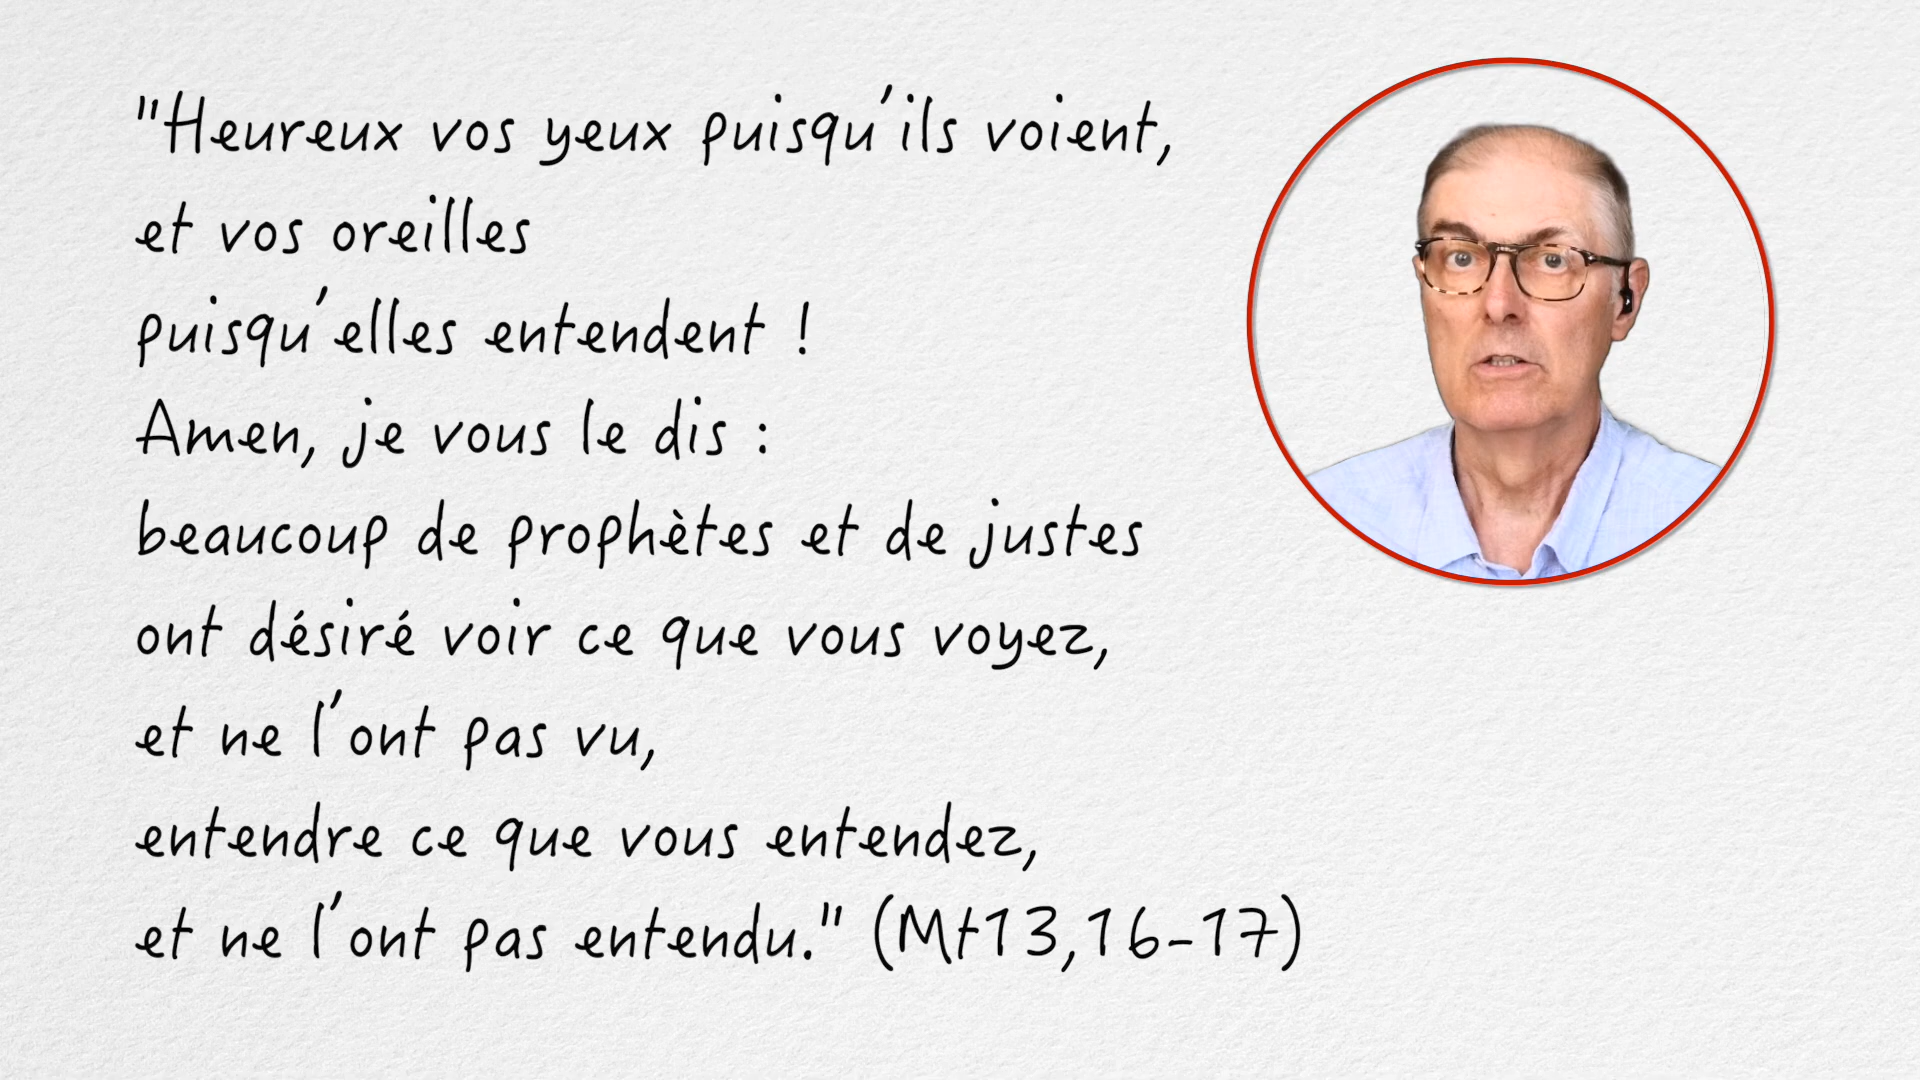 "Heureux vos yeux puisqu'ils voient,
et vos oreilles
puisqu'elles entendent !
Amen, je vous le dis :
beaucoup de prophètes et de justes
ont désiré voir ce que vous voyez,
et ne l'ont pas vu,
entendre ce que vous entendez,
et ne l'ont pas entendu." (Mt13,16-17)